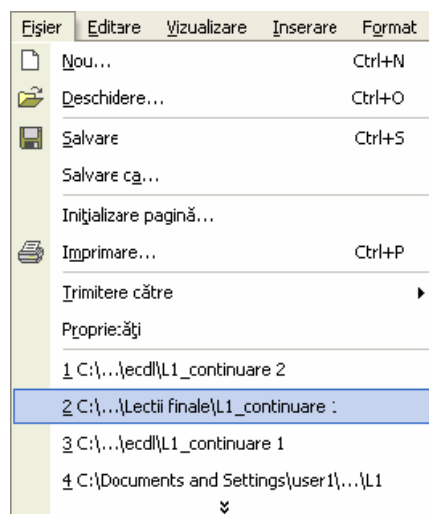 Fişier Editare Vizualizare Inserare Format
Nou... Ctrl+N
Deschidere... Ctrl+O
Salvare Ctrl+S
Salvare ca...
Iniţializare pagină...
Imprimare... Ctrl+P
Trimitere către
Proprietăţi
1 C:\...\ecdl\L1_continuare 2
2 C:\...\Lectii finale\L1_continuare 1
3 C:\...\ecdl\L1_continuare 1
4 C:\Documents and Settings\user1\...\L1